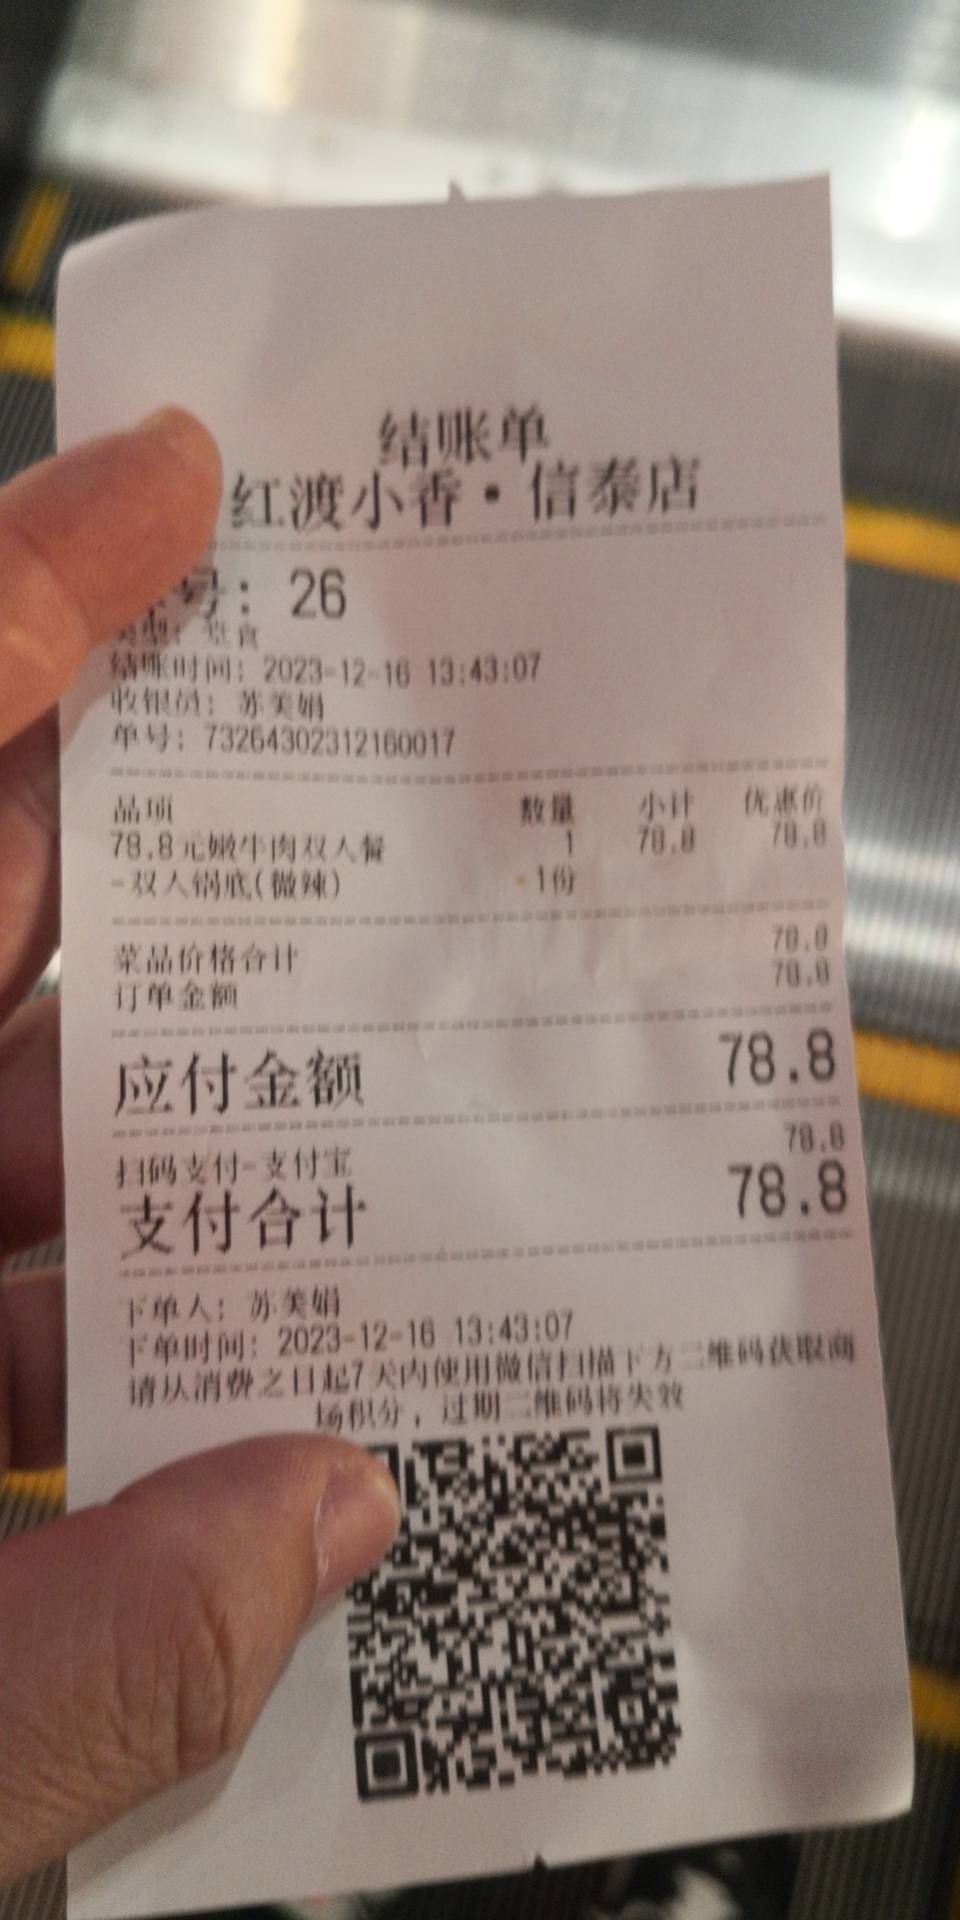 结账单
红渡小香·信泰店
号: 26
类型: 堂食
结账时间: 2023-12-16 13:43:07
收银员: 苏美娟
单号: 73264302312160017
品项 数量 小计 优惠价
78.8元嫩牛肉双人餐 1 78.8 78.8
-双人锅底(微辣) 1份
菜品价格合计 78.8
订单金额 78.8
应付金额 78.8
扫码支付-支付宝 78.8
支付合计 78.8
下单人: 苏美娟
下单时间: 2023-12-16 13:43:07
请从消费之日起7天内使用微信扫描下方二维码获取商
场积分，过期二维码将失效